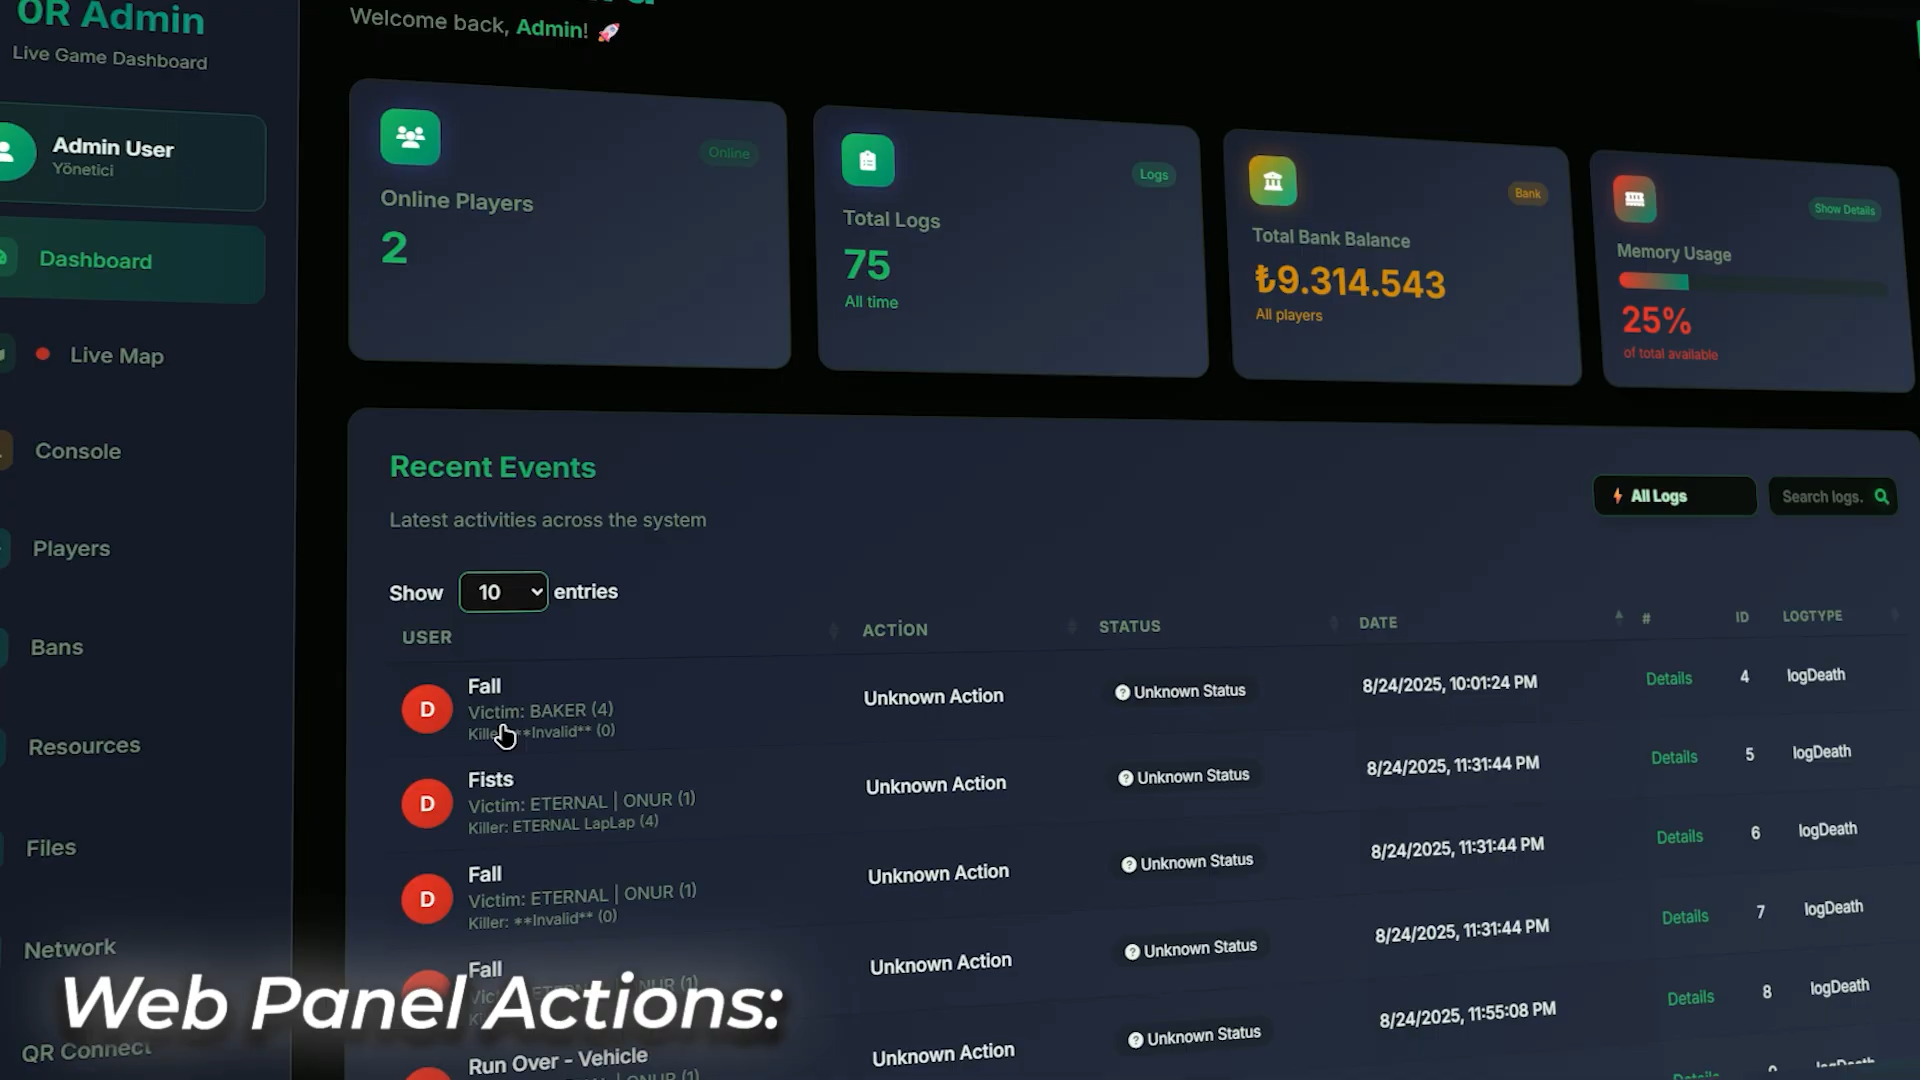 OR Admin
Live Game Dashboard
Admin User
Yönetici
Dashboard
Live Map
Console
Players
Bans
Resources
Files
Network
QR Connect
Welcome back, Admin! 🚀
Online
Online Players
2
Logs
Total Logs
75
All time
Bank
Total Bank Balance
₺9.314.543
All players
Show Details
Memory Usage
25%
of total available
Recent Events
Latest activities across the system
All Logs
Search logs.
Show 10 entries
USER ACTİON STATUS DATE # ID LOGTYPE
Fall
Victim: BAKER (4)
Killer: **Invalid** (0)
Unknown Action Unknown Status 8/24/2025, 10:01:24 PM Details 4 logDeath
Fists
Victim: ETERNAL | ONUR (1)
Killer: ETERNAL LapLap (4)
Unknown Action Unknown Status 8/24/2025, 11:31:44 PM Details 5 logDeath
Fall
Victim: ETERNAL | ONUR (1)
Killer: **Invalid** (0)
Unknown Action Unknown Status 8/24/2025, 11:31:44 PM Details 6 logDeath
Fall
Unknown Action Unknown Status 8/24/2025, 11:31:44 PM Details 7 logDeath
Run Over - Vehicle
Unknown Action Unknown Status 8/24/2025, 11:55:08 PM Details 8 logDeath
D
D
D
Web Panel Actions: